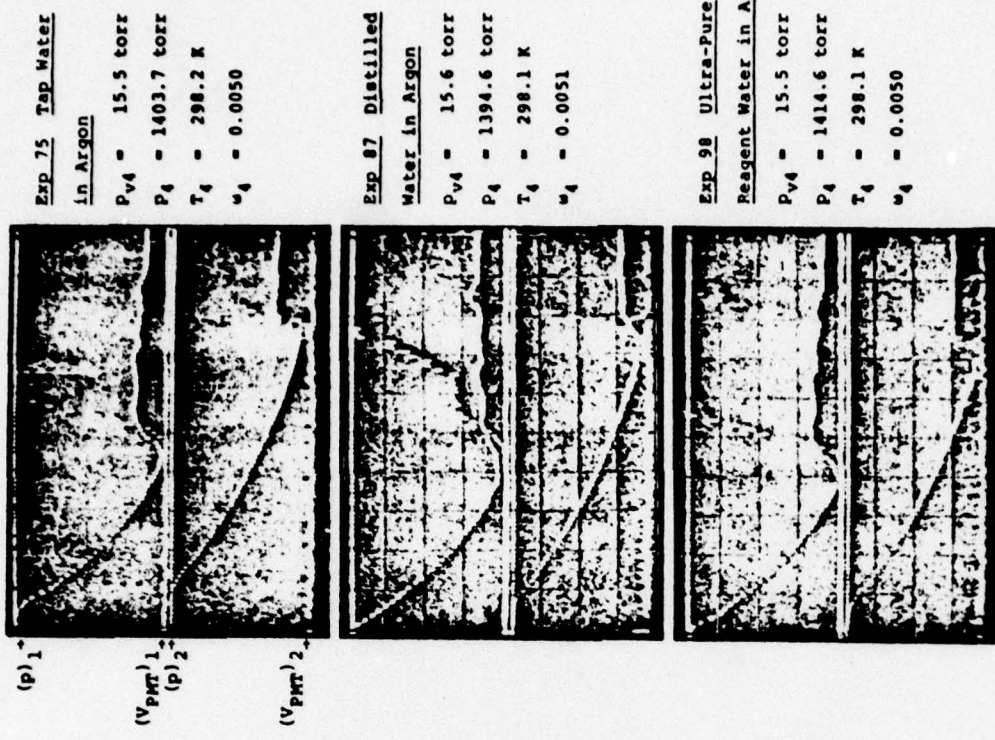 Exp 75 Tap Water
in Argon
Pv4 = 15.5 torr
P4 = 1403.7 torr
T4 = 298.2 K
ω4 = 0.0050
(p)1
(VPMT)1
(p)2
(VPMT)2
Exp 87 Distilled
Water in Argon
Pv4 = 15.6 torr
P4 = 1394.6 torr
T4 = 298.1 K
ω4 = 0.0051
Exp 98 Ultra-Pure
Reagent Water in A
Pv4 = 15.5 torr
P4 = 1414.6 torr
T4 = 298.1 K
ω4 = 0.0050